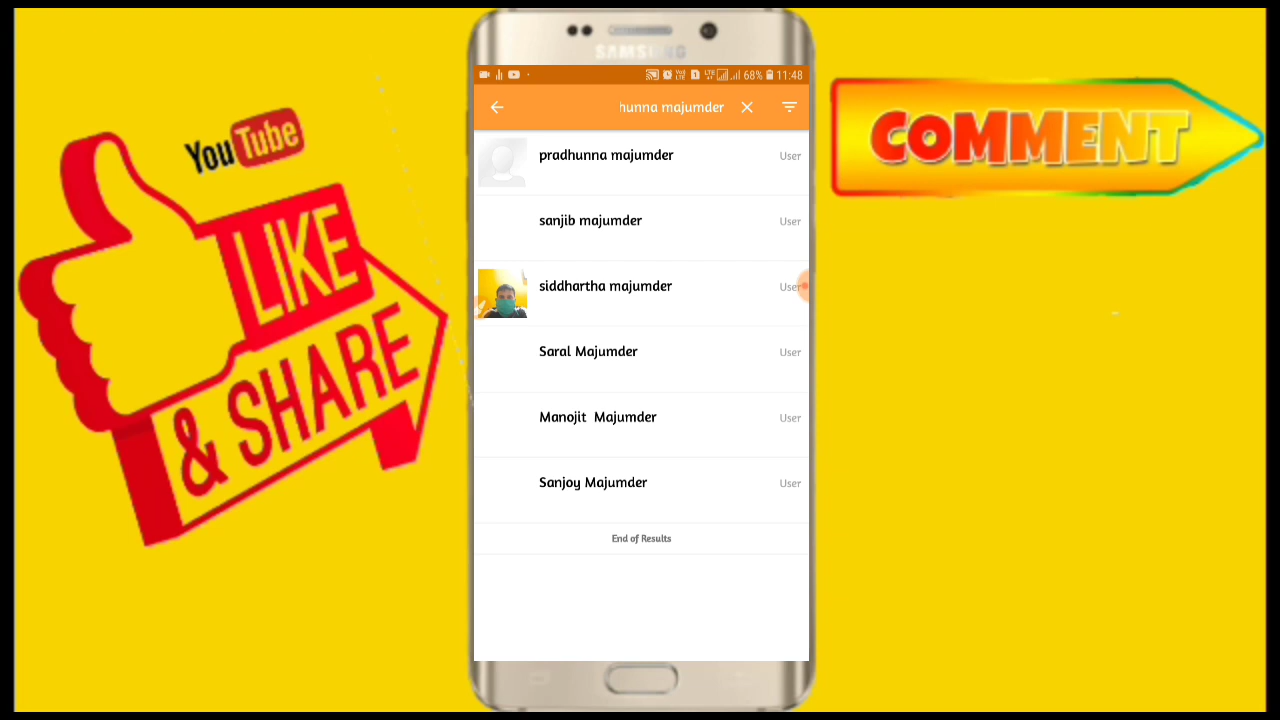 SAMSUNG
68% 11:48
hunna majumder
pradhunna majumder User
sanjib majumder User
siddhartha majumder User
Saral Majumder User
Manojit Majumder User
Sanjoy Majumder User
End of Results
YouTube
LIKE
& SHARE
COMMENT